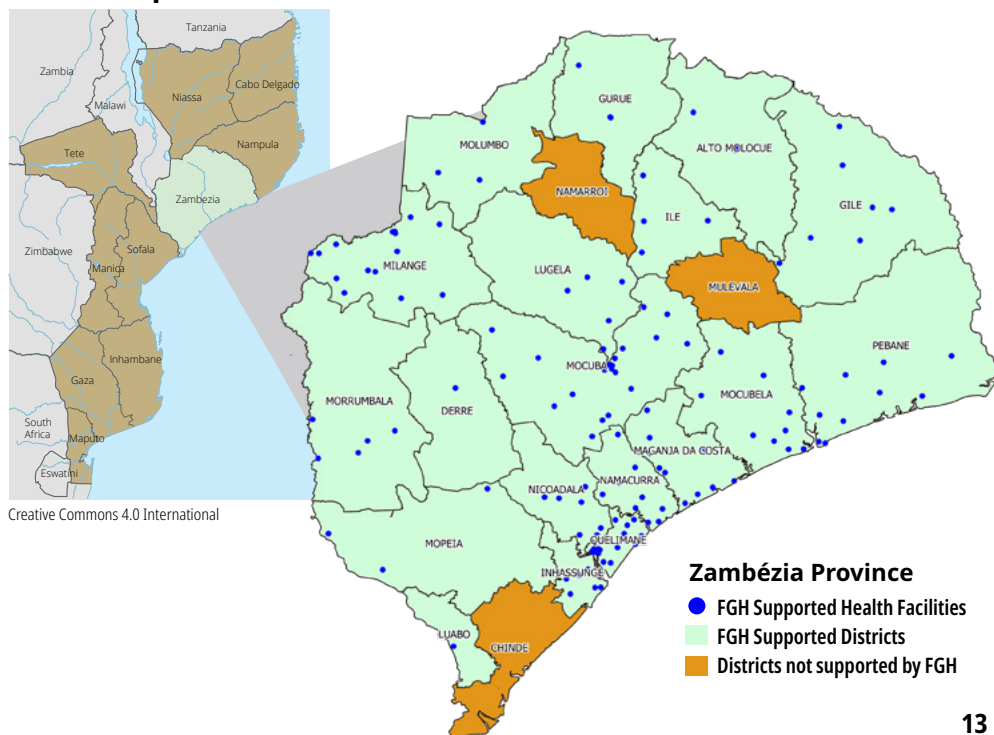 Tanzania
Zambia
Cabo Delgado
Niassa
Malawi
Nampula
Tete
Zambezia
Zimbabwe
Sofala
Manica
Inhambane
Gaza
South
Africa
Maputo
Eswatini
Creative Commons 4.0 International
GURUE
MOLUMBO
ALTO MOLOCUE
NAMARROI
GILE
ILE
MILANGE
LUGELA
MULEVALA
PEBANE
MOCUBA
MORRUMBALA
DERRE
MOCUBELA
MAGANJA DA COSTA
NAMACURRA
NICOADALA
MOPEIA
QUELIMANE
INHASSUNGE
LUABO
CHINDE
Zambézia Province
FGH Supported Health Facilities
FGH Supported Districts
Districts not supported by FGH
13